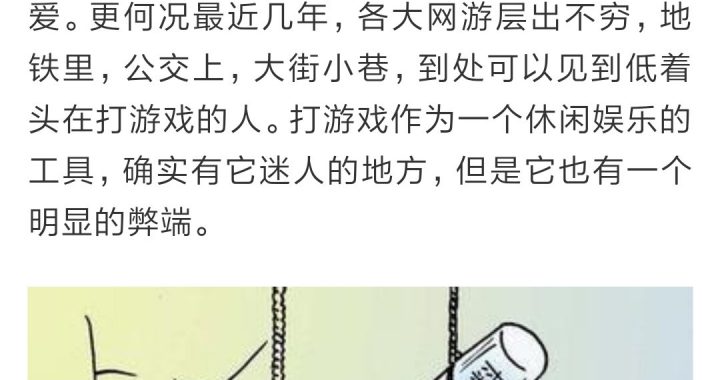 爱。更何况最近几年，各大网游层出不穷，地
铁里，公交上，大街小巷，到处可以见到低着
头在打游戏的人。打游戏作为一个休闲娱乐的
工具，确实有它迷人的地方，但是它也有一个
明显的弊端。